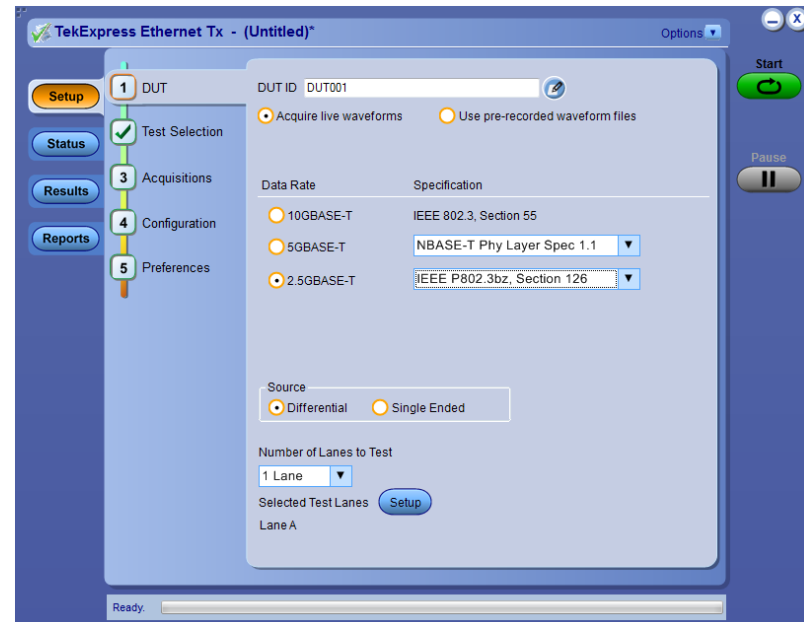 TekExpress Ethernet Tx - (Untitled)*
Options
Start
Pause
Setup
Status
Results
Reports
1 DUT
Test Selection
3 Acquisitions
4 Configuration
5 Preferences
DUT ID DUT001
Acquire live waveforms Use pre-recorded waveform files
Data Rate Specification
10GBASE-T IEEE 802.3, Section 55
5GBASE-T NBASE-T Phy Layer Spec 1.1
2.5GBASE-T IEEE P802.3bz, Section 126
Source
Differential Single Ended
Number of Lanes to Test
1 Lane
Selected Test Lanes Setup
Lane A
Ready.